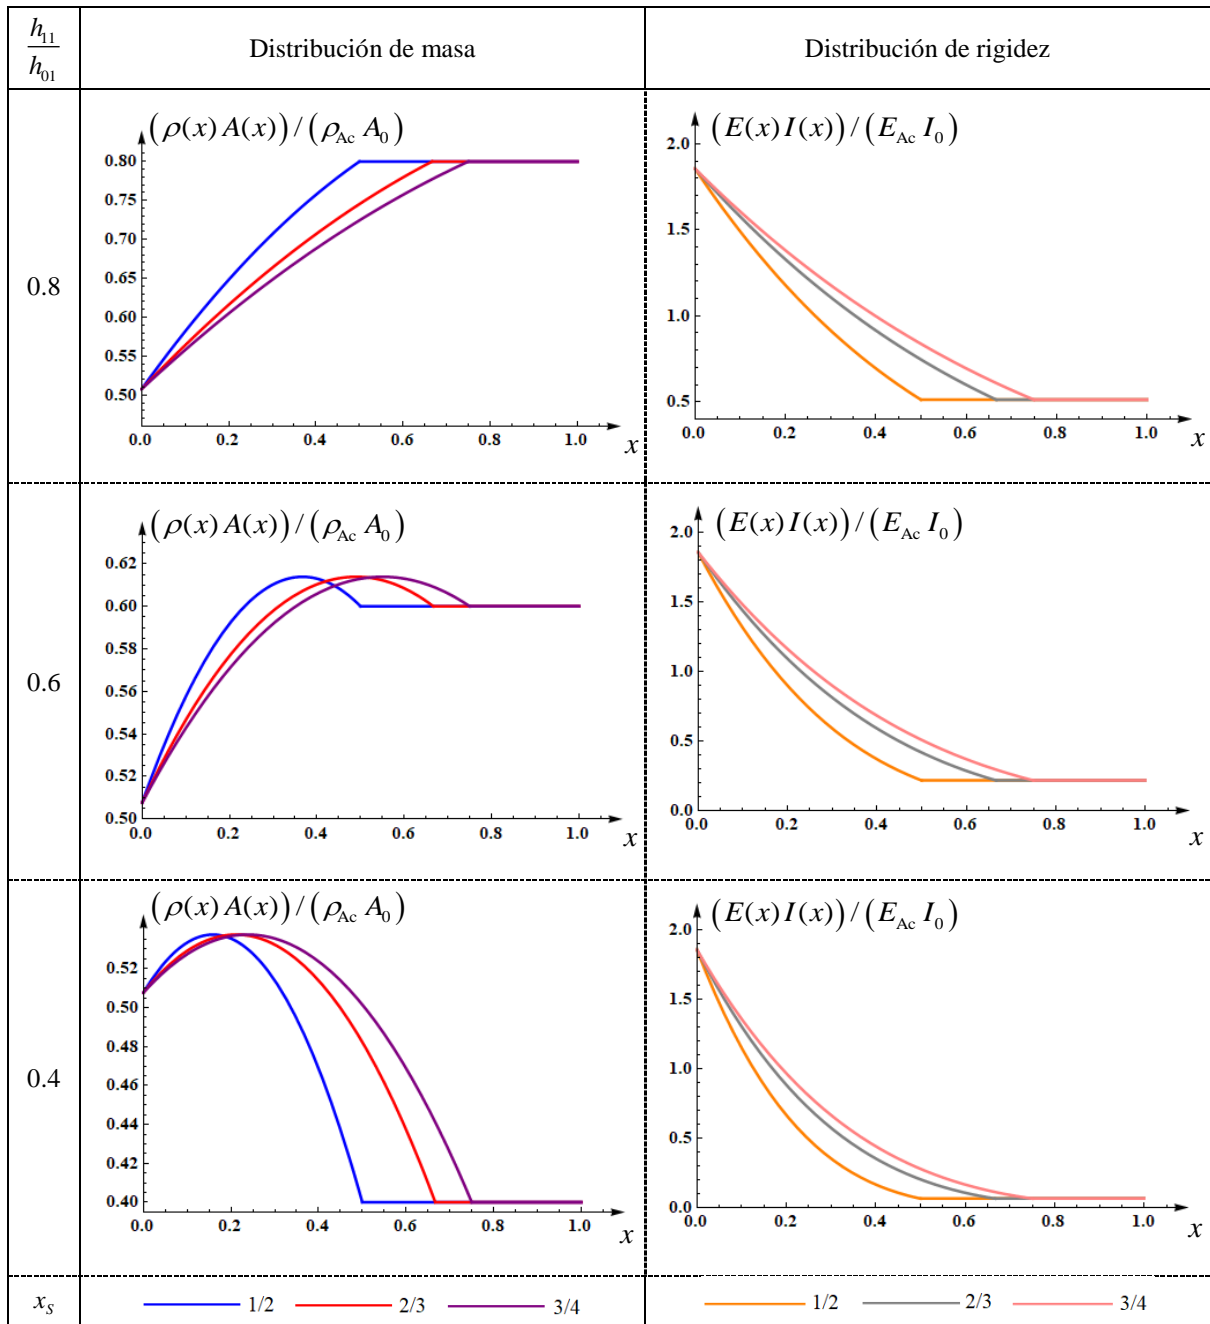 h₁₁ / h₀₁
Distribución de masa
Distribución de rigidez
0.8
(ρ(x) A(x)) / (ρ_Ac A₀)
0.80
0.75
0.70
0.65
0.60
0.55
0.50
0.0 0.2 0.4 0.6 0.8 1.0 x
(E(x) I(x)) / (E_Ac I₀)
2.0
1.5
1.0
0.5
0.0 0.2 0.4 0.6 0.8 1.0 x
0.6
(ρ(x) A(x)) / (ρ_Ac A₀)
0.62
0.60
0.58
0.56
0.54
0.52
0.50
0.0 0.2 0.4 0.6 0.8 1.0 x
(E(x) I(x)) / (E_Ac I₀)
2.0
1.5
1.0
0.5
0.0
0.0 0.2 0.4 0.6 0.8 1.0 x
0.4
(ρ(x) A(x)) / (ρ_Ac A₀)
0.52
0.50
0.48
0.46
0.44
0.42
0.40
0.0 0.2 0.4 0.6 0.8 1.0 x
(E(x) I(x)) / (E_Ac I₀)
2.0
1.5
1.0
0.5
0.0
0.0 0.2 0.4 0.6 0.8 1.0 x
x_S
1/2 2/3 3/4
1/2 2/3 3/4